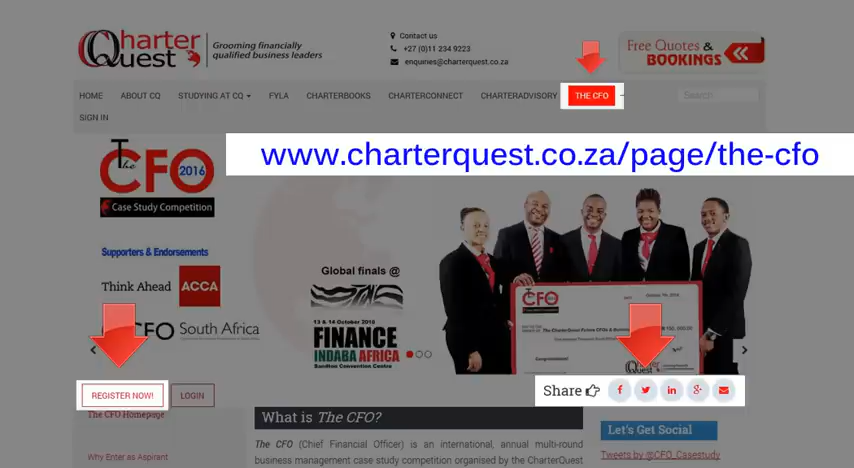 Charter
Quest
Grooming financially
qualified business leaders
Contact us
+27 (0)11 234 9223
enquiries@charterquest.co.za
Free Quotes &
BOOKINGS
HOME ABOUT CQ STUDYING AT CQ FYLA CHARTERBOOKS CHARTERCONNECT CHARTERADVISORY THE CFO Search
SIGN IN
www.charterquest.co.za/page/the-cfo
The
CFO 2016
Case Study Competition
Supporters & Endorsements
Think Ahead ACCA
CFO South Africa
Global finals @
13 & 14 October 2016
FINANCE
INDABA AFRICA
Sandton Convention Centre
The
CFO
REGISTER NOW! LOGIN
Share
The CFO Homepage
Why Enter as Aspirant
What is The CFO?
The CFO (Chief Financial Officer) is an international, annual multi-round
business management case study competition organised by the CharterQuest
Let's Get Social
Tweets by @CFO_Casestudy